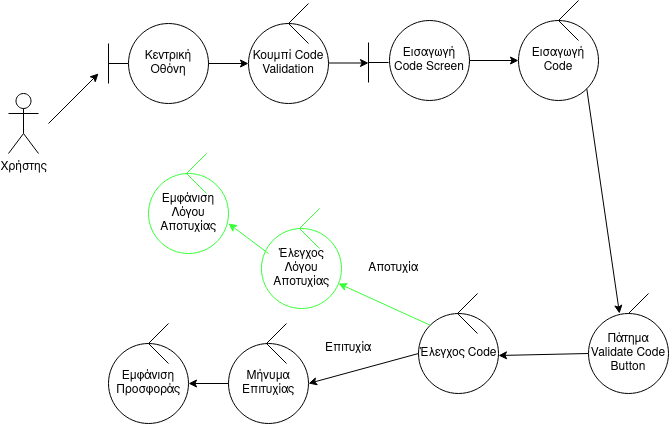 Κεντρική
Οθόνη
Κουμπί Code
Validation
Εισαγωγή
Code Screen
Εισαγωγή
Code
Χρήστης
Εμφάνιση
Λόγου
Αποτυχίας
Έλεγχος
Λόγου
Αποτυχίας
Αποτυχία
Επιτυχία
Έλεγχος Code
Πάτημα
Validate Code
Button
Μήνυμα
Επιτυχίας
Εμφάνιση
Προσφοράς